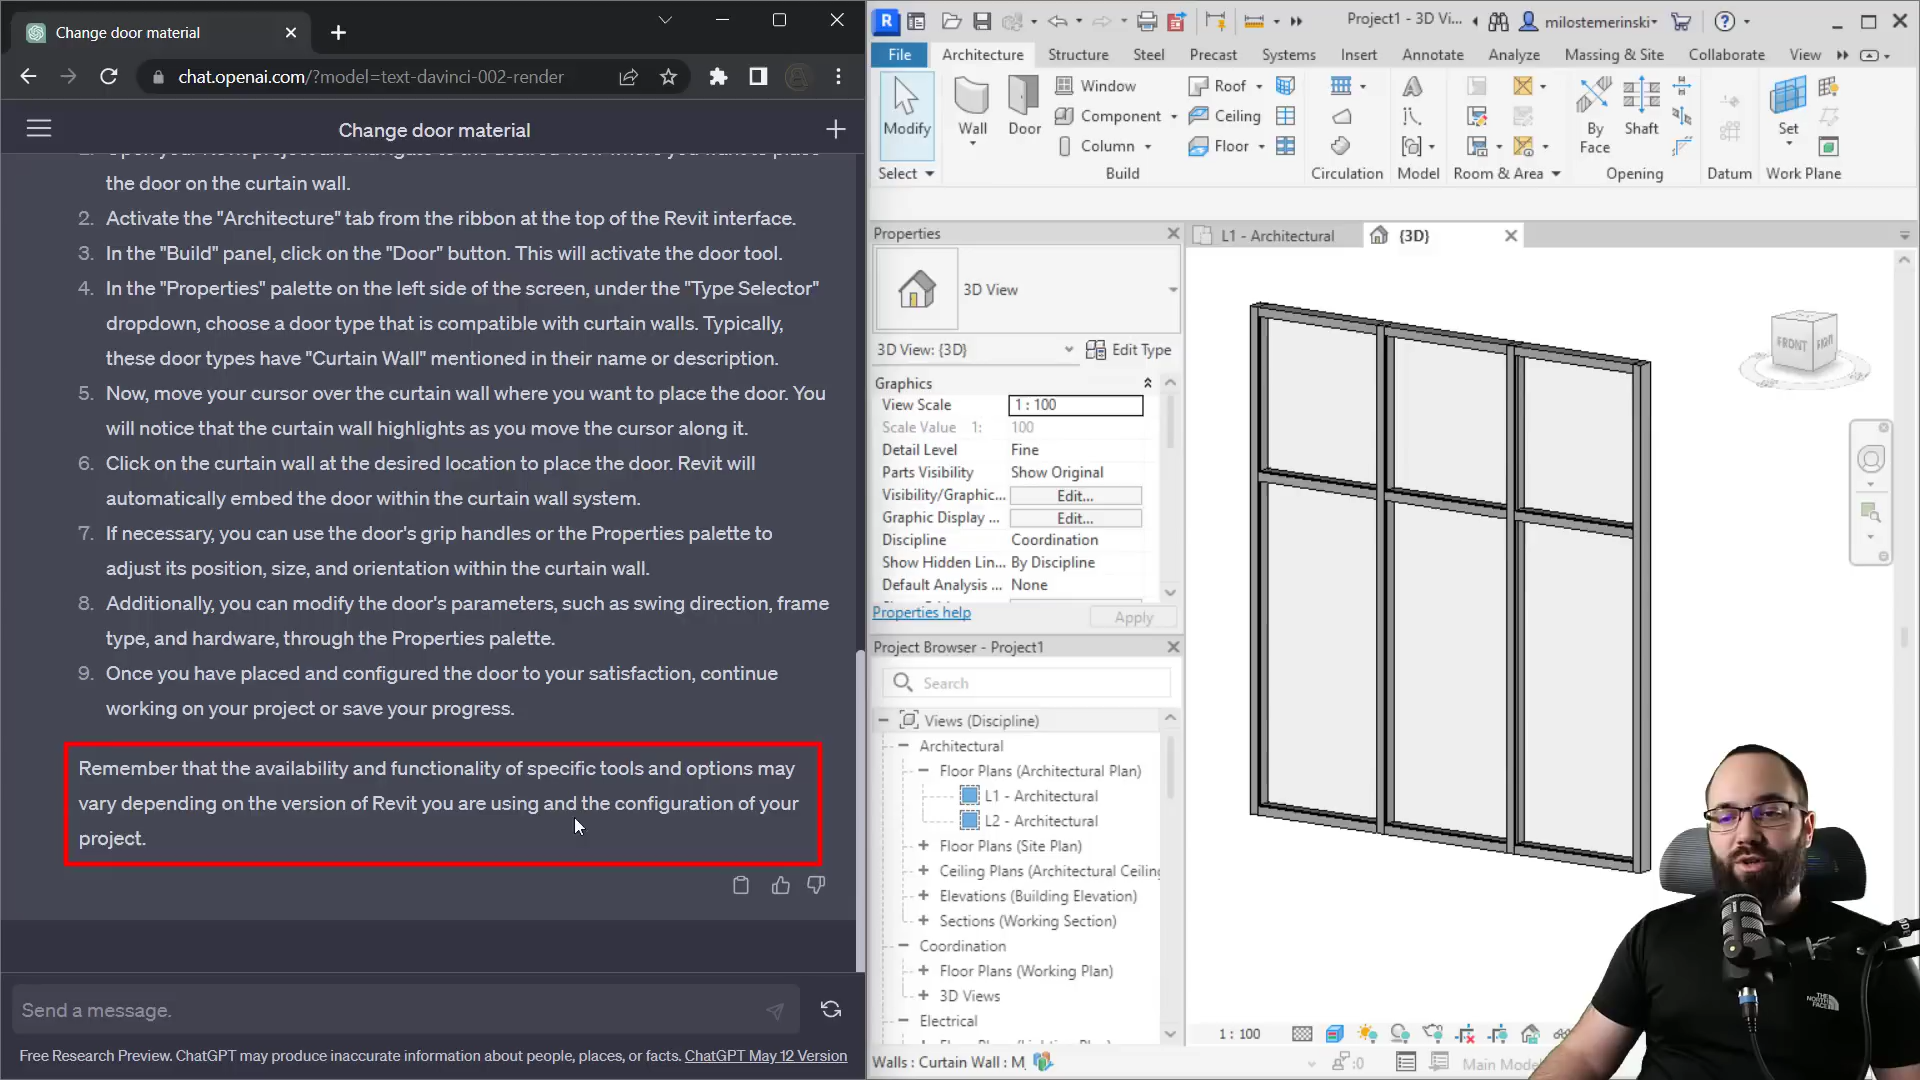 Change door material
chat.openai.com/?model=text-davinci-002-render
Change door material
the door on the curtain wall.
2. Activate the "Architecture" tab from the ribbon at the top of the Revit interface.
3. In the "Build" panel, click on the "Door" button. This will activate the door tool.
4. In the "Properties" palette on the left side of the screen, under the "Type Selector"
dropdown, choose a door type that is compatible with curtain walls. Typically,
these door types have "Curtain Wall" mentioned in their name or description.
5. Now, move your cursor over the curtain wall where you want to place the door. You
will notice that the curtain wall highlights as you move the cursor along it.
6. Click on the curtain wall at the desired location to place the door. Revit will
automatically embed the door within the curtain wall system.
7. If necessary, you can use the door's grip handles or the Properties palette to
adjust its position, size, and orientation within the curtain wall.
8. Additionally, you can modify the door's parameters, such as swing direction, frame
type, and hardware, through the Properties palette.
9. Once you have placed and configured the door to your satisfaction, continue
working on your project or save your progress.
Remember that the availability and functionality of specific tools and options may
vary depending on the version of Revit you are using and the configuration of your
project.
Send a message.
Free Research Preview. ChatGPT may produce inaccurate information about people, places, or facts. ChatGPT May 12 Version
R Project1 - 3D Vi... milostemerinski
File Architecture Structure Steel Precast Systems Insert Annotate Analyze Massing & Site Collaborate View
Modify Wall Door Window Component Column Roof Ceiling Floor By Face Shaft Set
Select Build Circulation Model Room & Area Opening Datum Work Plane
Properties
L1 - Architectural {3D}
3D View
3D View: {3D} Edit Type
Graphics
View Scale 1 : 100
Scale Value 1: 100
Detail Level Fine
Parts Visibility Show Original
Visibility/Graphic... Edit...
Graphic Display ... Edit...
Discipline Coordination
Show Hidden Lin... By Discipline
Default Analysis ... None
Properties help Apply
Project Browser - Project1
Search
Views (Discipline)
Architectural
Floor Plans (Architectural Plan)
L1 - Architectural
L2 - Architectural
Floor Plans (Site Plan)
Ceiling Plans (Architectural Ceiling
Elevations (Building Elevation)
Sections (Working Section)
Coordination
Floor Plans (Working Plan)
3D Views
Electrical
FRONT RIGHT
1 : 100
Walls : Curtain Wall : M
:0 Main Mode
THE NORTH FACE
RØDE